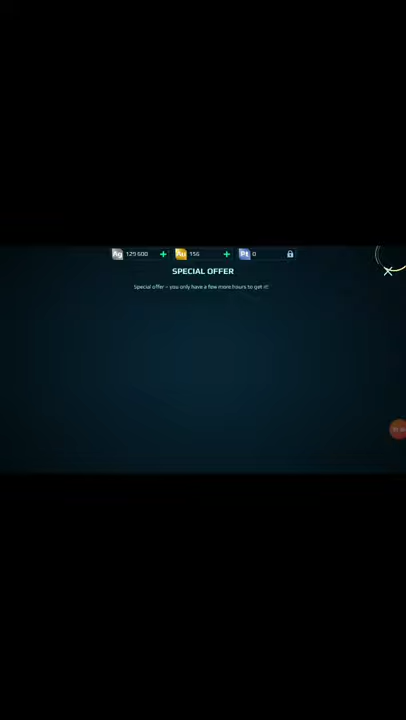 Ag 129 600 + Au 156 + Pt 0
SPECIAL OFFER
Special offer - you only have a few more hours to get it!